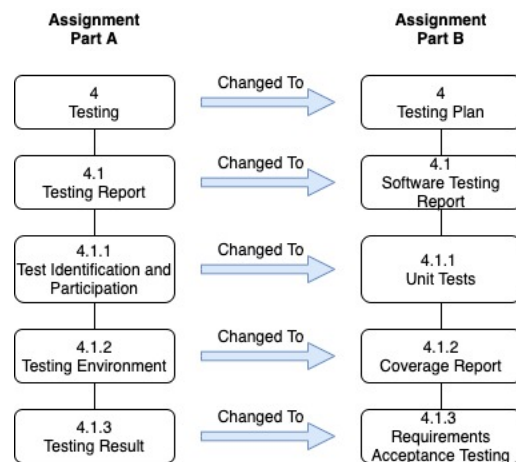 Assignment
Part A
Assignment
Part B
4
Testing
Changed To
4
Testing Plan
4.1
Testing Report
Changed To
4.1
Software Testing
Report
4.1.1
Test Identification and
Participation
Changed To
4.1.1
Unit Tests
4.1.2
Testing Environment
Changed To
4.1.2
Coverage Report
4.1.3
Testing Result
Changed To
4.1.3
Requirements
Acceptance Testing